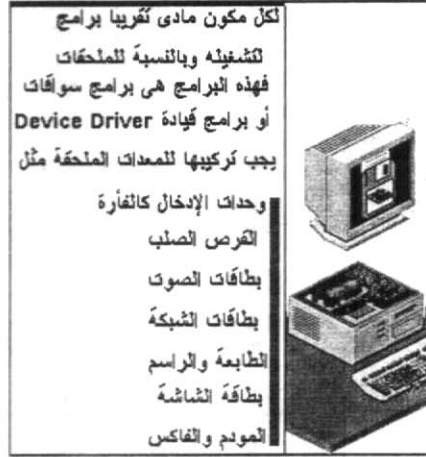 لكل مكون مادى تقريبا برامج
لتشغيله وبالنسبة للملحقات
فهذه البرامج هى برامج سواقات
أو برامج قيادة Device Driver
يجب تركيبها للمعدات الملحقة مثل
وحدات الإدخال كالفأرة
القرص الصلب
بطاقات الصوت
بطاقات الشبكة
الطابعة والراسم
بطاقة الشاشة
المودم والفاكس